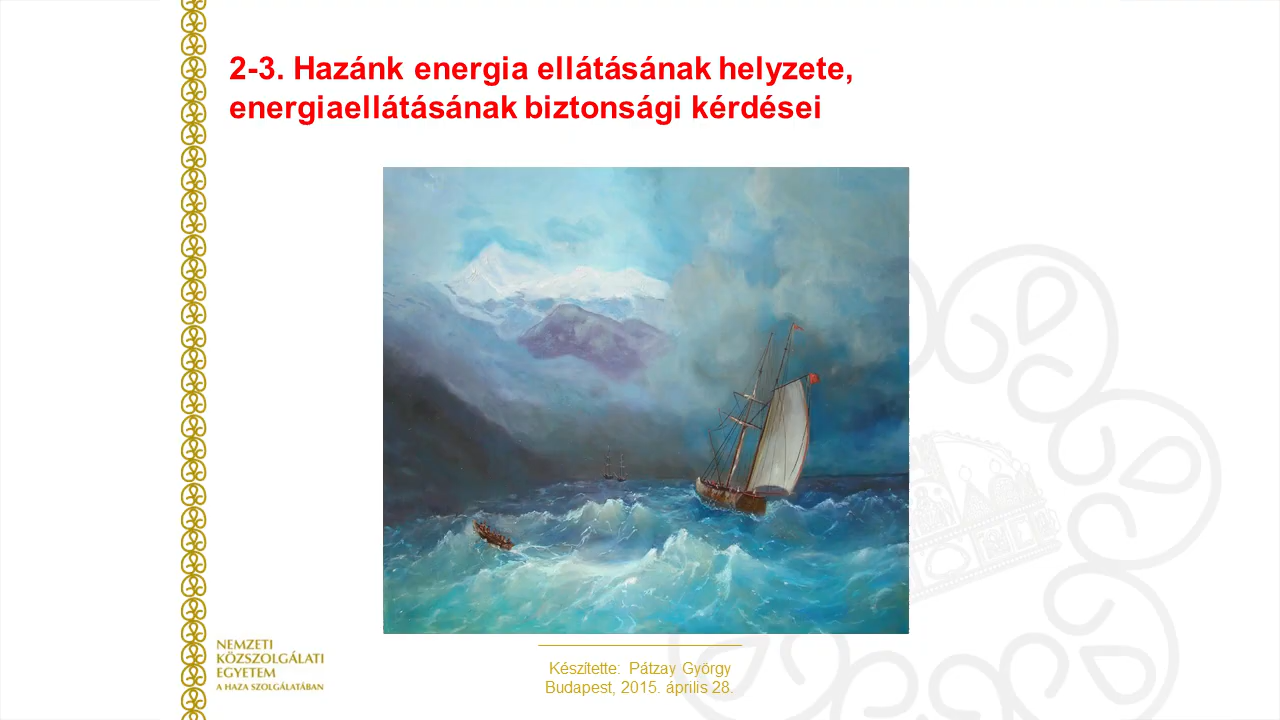 2-3. Hazánk energia ellátásának helyzete,
energiaellátásának biztonsági kérdései
NEMZETI
KÖZSZOLGÁLATI
EGYETEM
A HAZA SZOLGÁLATÁBAN
Készítette: Pátzay György
Budapest, 2015. április 28.